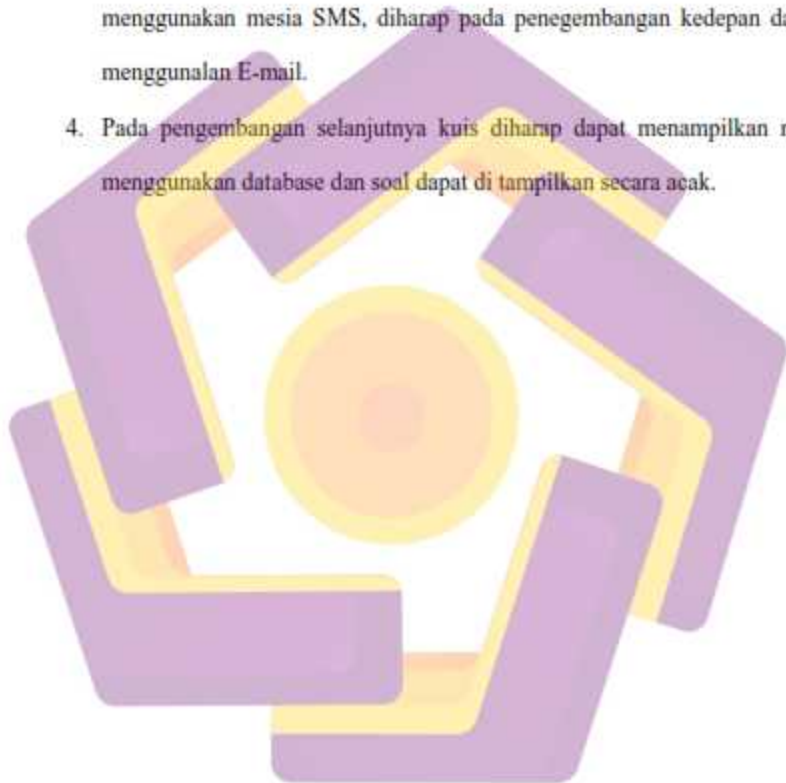 menggunakan mesia SMS, diharap pada penegembangan kedepan
menggunalan E-mail.
4. Pada pengembangan selanjutnya kuis diharap dapat menampilkan
menggunakan database dan soal dapat di tampilkan secara acak.